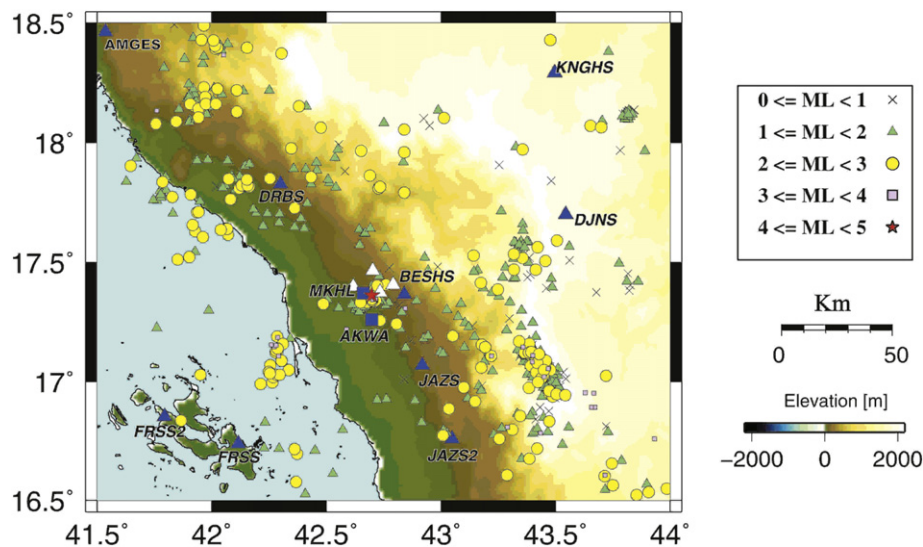 18.5°
18°
17.5°
17°
16.5°
41.5°
42°
42.5°
43°
43.5°
44°
AMGES
KNGHS
DRBS
DJNS
BESHS
MKHL
AKWA
JAZS
FRSS2
FRSS
JAZS2
0 <= ML < 1
1 <= ML < 2
2 <= ML < 3
3 <= ML < 4
4 <= ML < 5
Km
0 50
Elevation [m]
−2000 0 2000